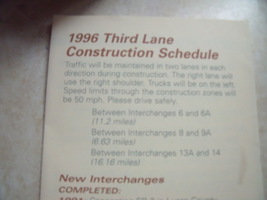 1996 Third Lane
Construction Schedule
Traffic will be maintained in two lanes in each
direction during construction. The right lane will
use the right shoulder. Trucks will be on the left.
Speed limits through the construction zones will
be 50 mph. Please drive safely.
Between Interchanges 6 and 6A
(11.2 miles)
Between Interchanges 8 and 9A
(6.63 miles)
Between Interchanges 13A and 14
(16.16 miles)
New Interchanges
COMPLETED: